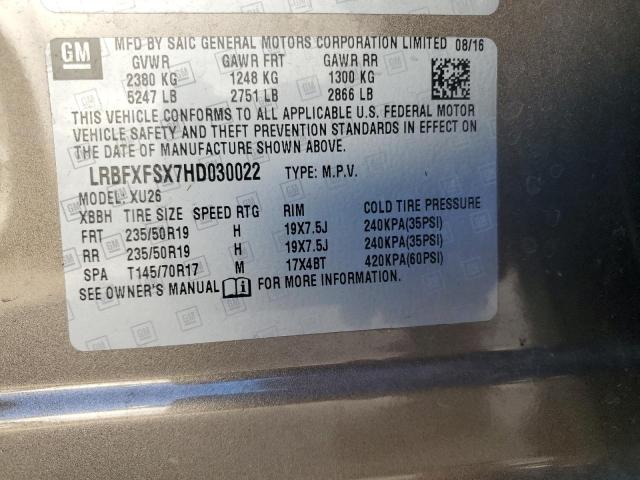 GM
MFD BY SAIC GENERAL MOTORS CORPORATION LIMITED 08/16
GVWR GAWR FRT GAWR RR
2380 KG 1248 KG 1300 KG
5247 LB 2751 LB 2866 LB
THIS VEHICLE CONFORMS TO ALL APPLICABLE U.S. FEDERAL MOTOR
VEHICLE SAFETY AND THEFT PREVENTION STANDARDS IN EFFECT ON
THE DATE OF MANUFACTURE SHOWN ABOVE.
LRBFXFSX7HD030022 TYPE: M.P.V.
MODEL: XU26
XBBH TIRE SIZE SPEED RTG RIM COLD TIRE PRESSURE
FRT 235/50R19 H 19X7.5J 240KPA(35PSI)
RR 235/50R19 H 19X7.5J 240KPA(35PSI)
SPA T145/70R17 M 17X4BT 420KPA(60PSI)
SEE OWNER'S MANUAL FOR MORE INFORMATION.